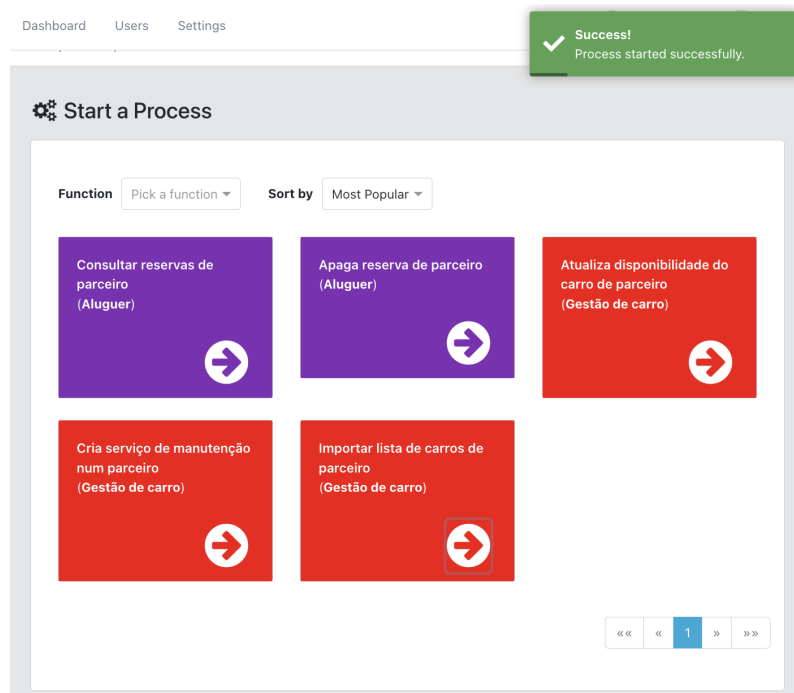 Dashboard Users Settings
Success!
Process started successfully.
Start a Process
Function Pick a function Sort by Most Popular
Consultar reservas de
parceiro
(Aluguer)
Apaga reserva de parceiro
(Aluguer)
Atualiza disponibilidade do
carro de parceiro
(Gestão de carro)
Cria serviço de manutenção
num parceiro
(Gestão de carro)
Importar lista de carros de
parceiro
(Gestão de carro)
«« « 1 » »»